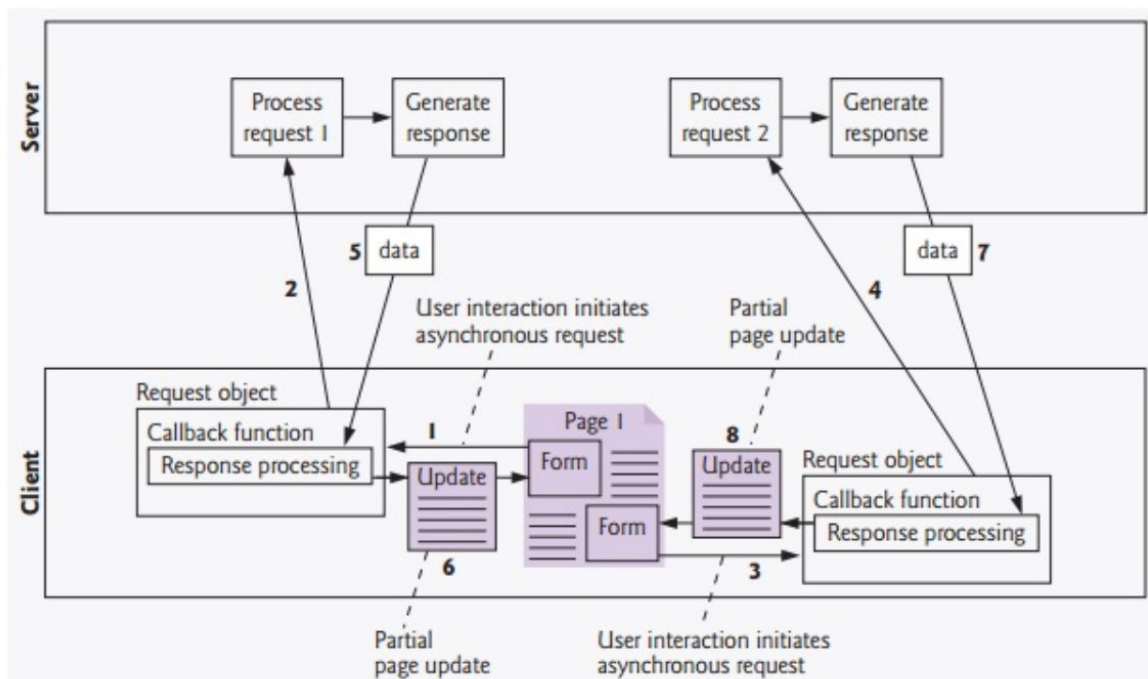 Server
Process
request 1
Generate
response
Process
request 2
Generate
response
5
data
data
7
2
4
User interaction initiates
asynchronous request
Partial
page update
Client
Request object
Callback function
Response processing
1
Update
6
Page 1
Form
Form
8
Update
3
Request object
Callback function
Response processing
Partial
page update
User interaction initiates
asynchronous request